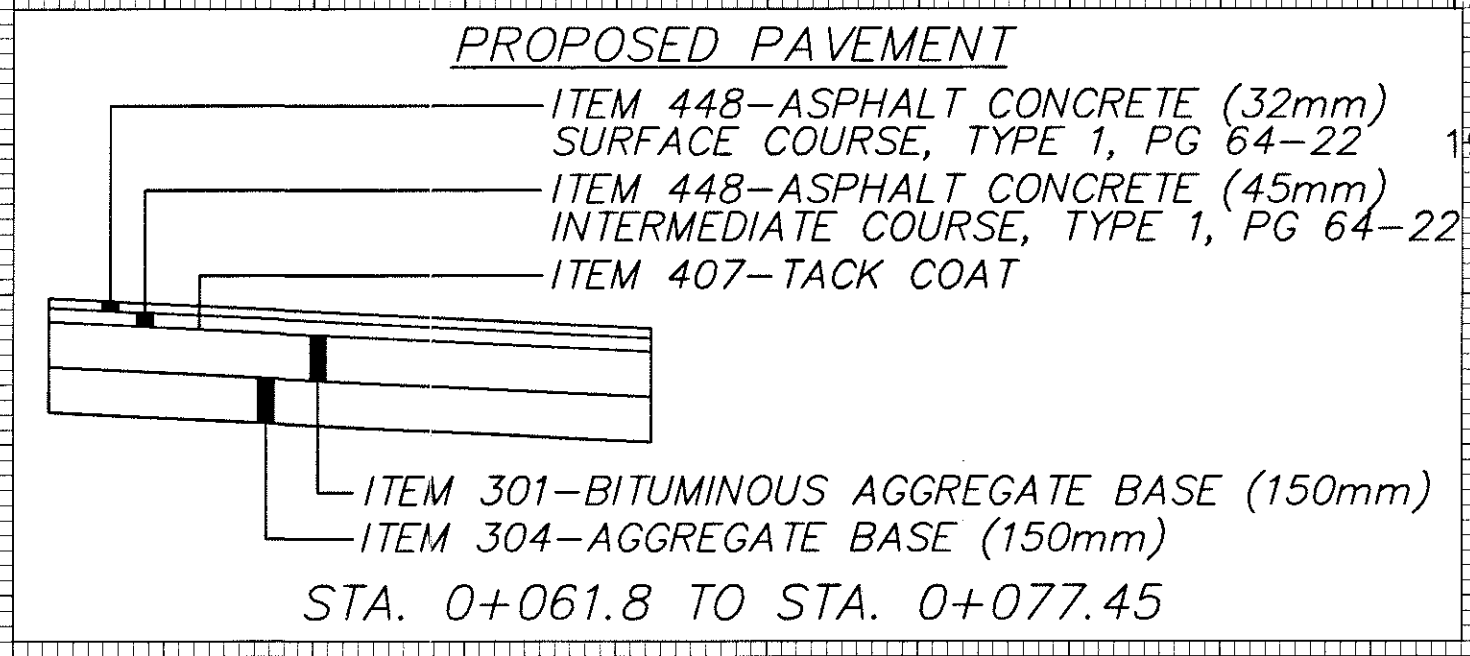 PROPOSED PAVEMENT
ITEM 448-ASPHALT CONCRETE (32mm)
SURFACE COURSE, TYPE 1, PG 64-22
ITEM 448-ASPHALT CONCRETE (45mm)
INTERMEDIATE COURSE, TYPE 1, PG 64-22
ITEM 407-TACK COAT
ITEM 301-BITUMINOUS AGGREGATE BASE (150mm)
ITEM 304-AGGREGATE BASE (150mm)
STA. 0+061.8 TO STA. 0+077.45